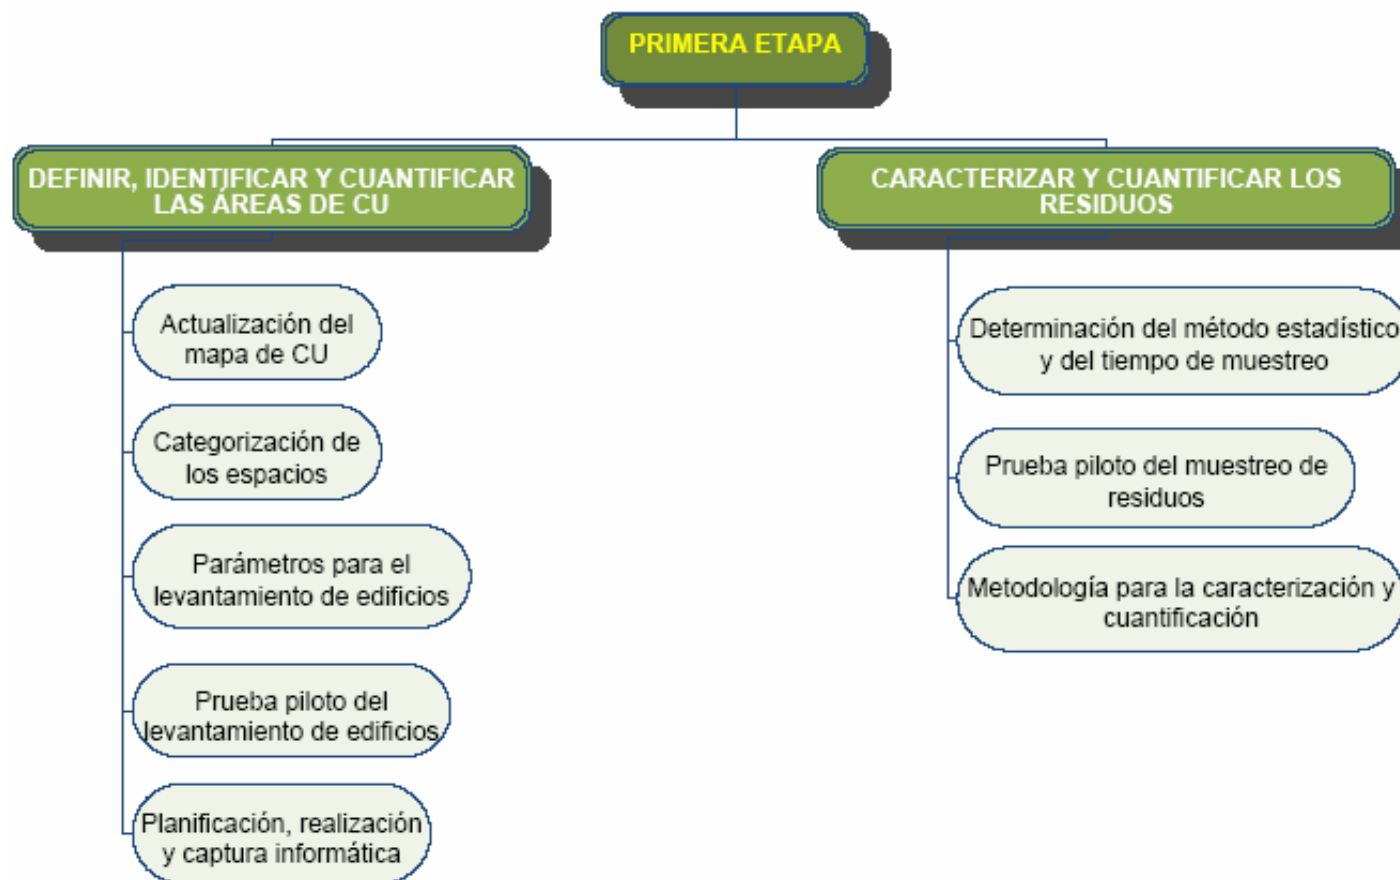 PRIMERA ETAPA
DEFINIR, IDENTIFICAR Y CUANTIFICAR
LAS ÁREAS DE CU
Actualización del
mapa de CU
Categorización de
los espacios
Parámetros para el
levantamiento de edificios
Prueba piloto del
levantamiento de edificios
Planificación, realización
y captura informática
CARACTERIZAR Y CUANTIFICAR LOS
RESIDUOS
Determinación del método estadístico
y del tiempo de muestreo
Prueba piloto del muestreo de
residuos
Metodología para la caracterización y
cuantificación